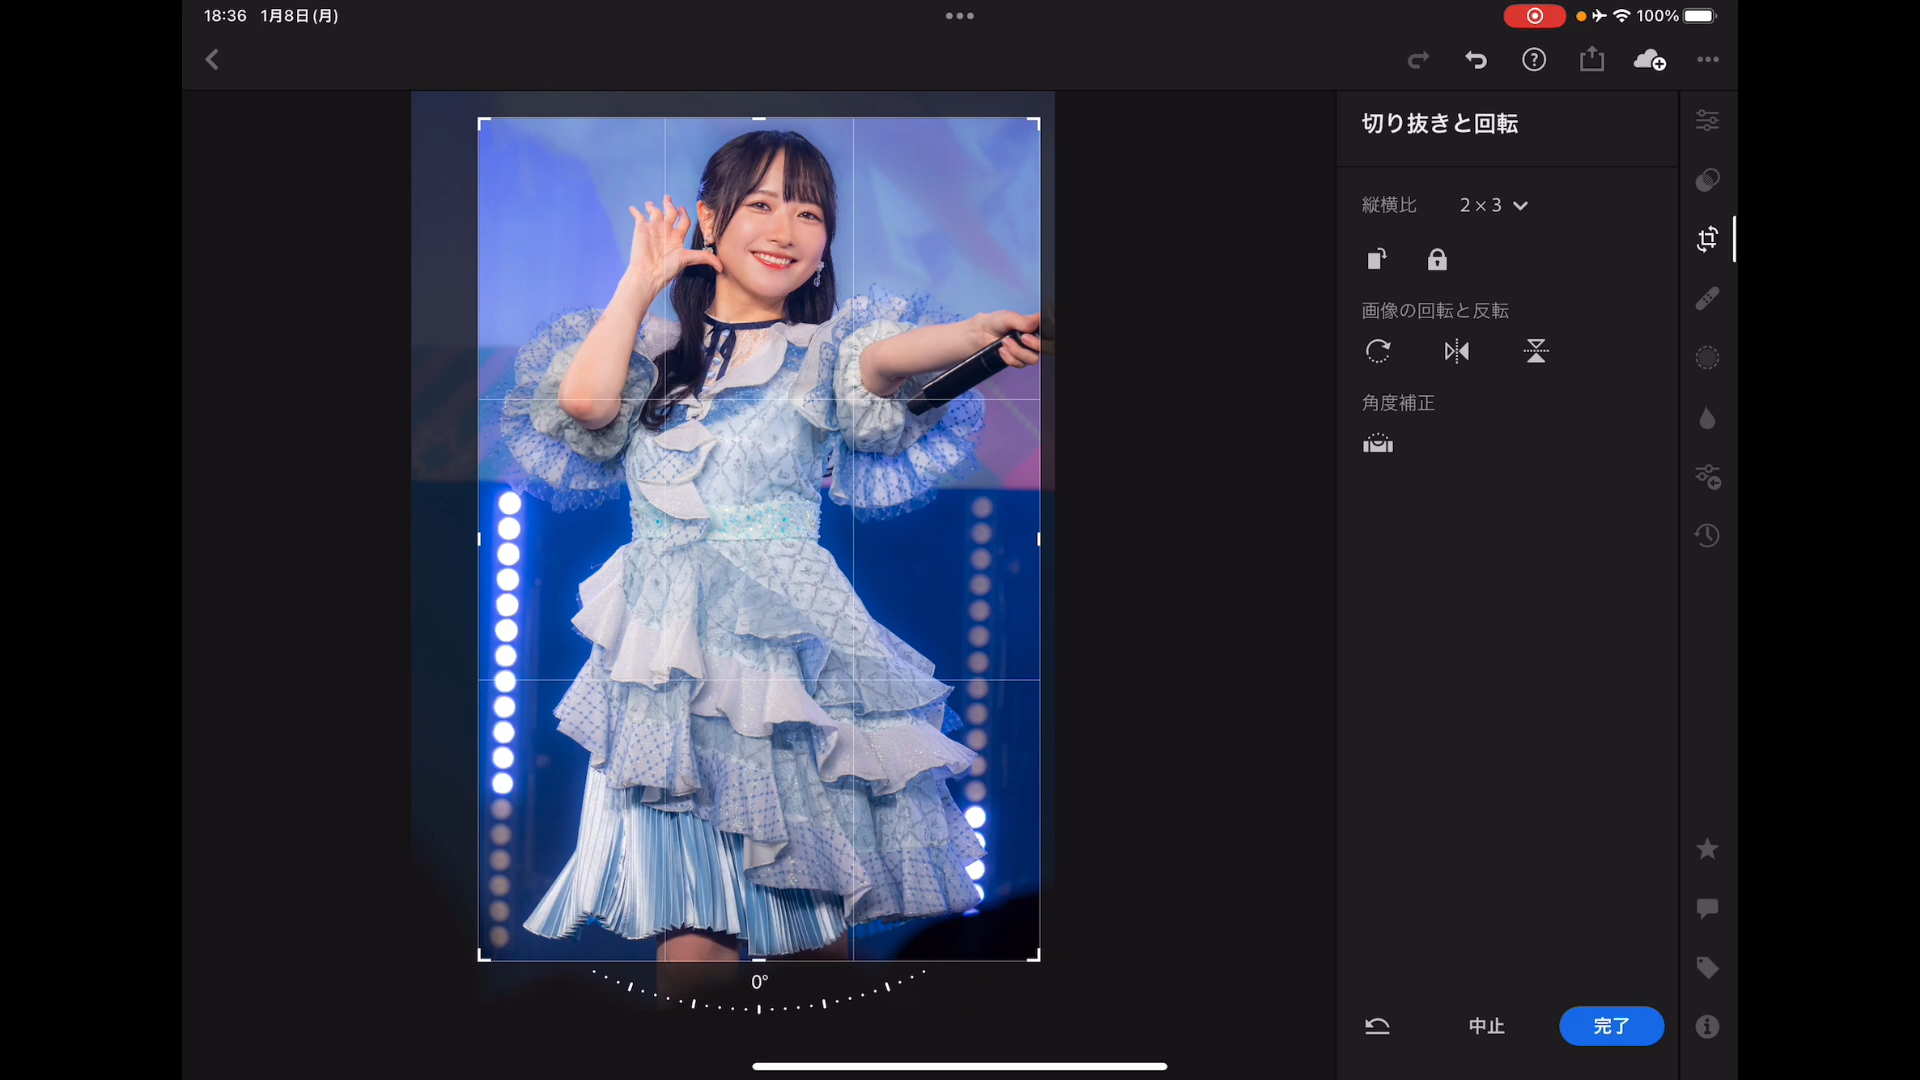 18:36 1月8日(月)
100%
切り抜きと回転
縦横比 2 × 3
画像の回転と反転
角度補正
0°
中止 完了